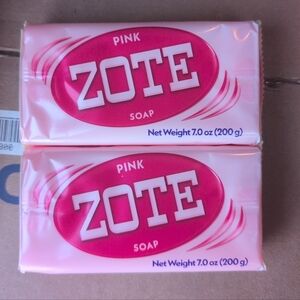 PINK
ZOTE
SOAP
Net Weight 7.0 oz (200 g)
PINK
ZOTE
SOAP
Net Weight 7.0 oz (200 g)